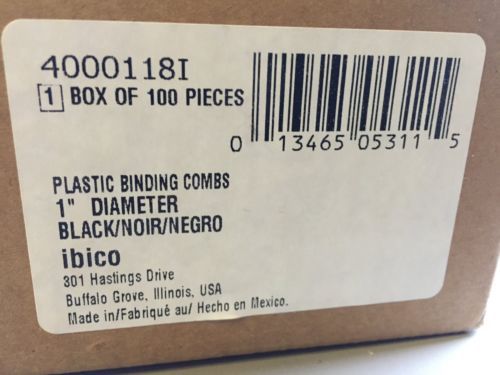 4000118I
1 BOX OF 100 PIECES
0 13465 05311 5
PLASTIC BINDING COMBS
1" DIAMETER
BLACK/NOIR/NEGRO
ibico
301 Hastings Drive
Buffalo Grove, Illinois, USA
Made in/Fabriqué au/ Hecho en Mexico.